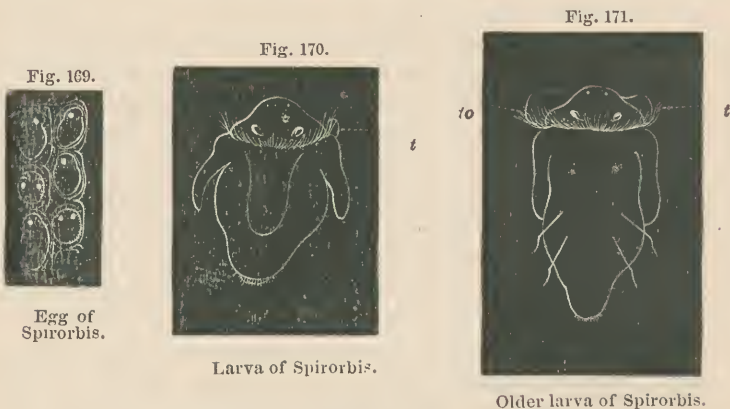 Fig. 169.
Egg of
Spirorbis.
Fig. 170.
t
Larva of Spirorbis.
Fig. 171.
to
t
Older larva of Spirorbis.